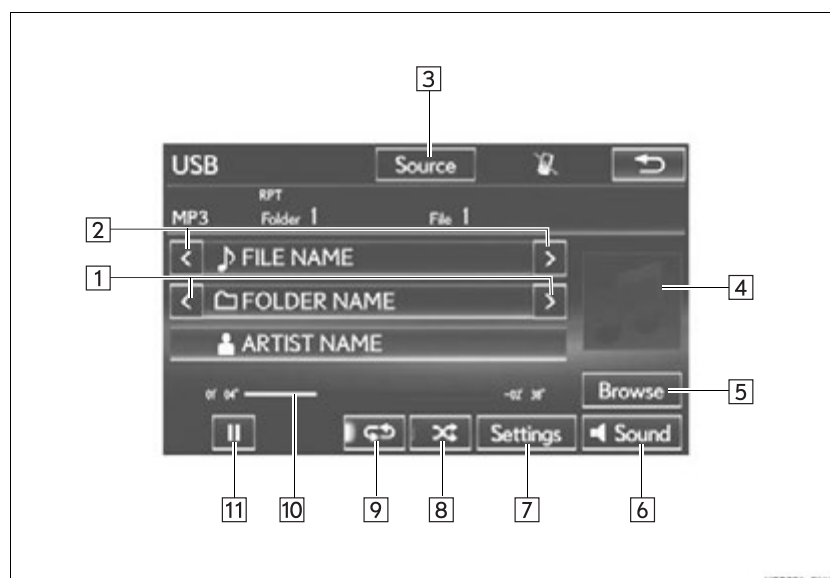 3
USB Source
RPT
MP3 Folder 1 File 1
2
FILE NAME
1
FOLDER NAME
4
ARTIST NAME
Browse 5
Settings Sound
11 10 9 8 7 6